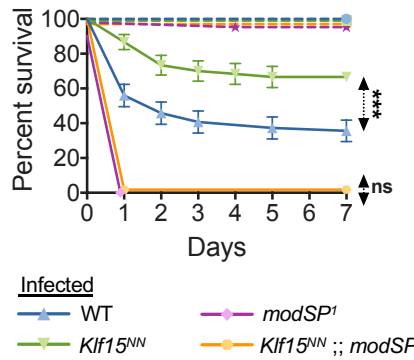 Percent survival
100
80
60
40
20
0
0 1 2 3 4 5 6 7
Days
***
ns
Infected
WT
modSP¹
Klf15ᴺᴺ
Klf15ᴺᴺ ;; modSP